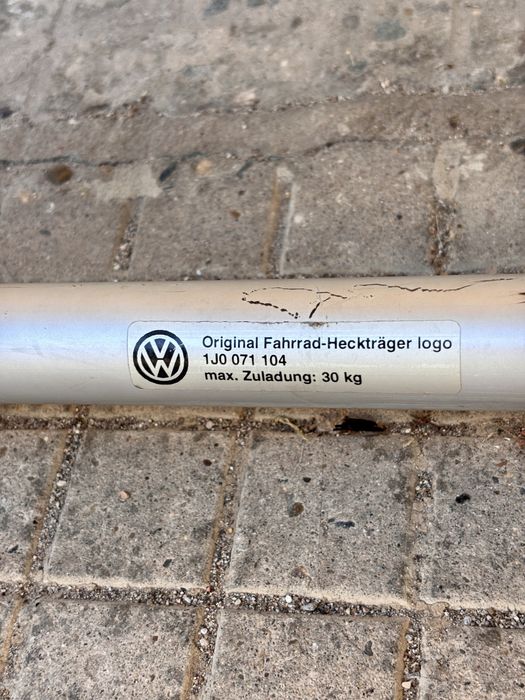 Original Fahrrad-Heckträger logo
1J0 071 104
max. Zuladung: 30 kg